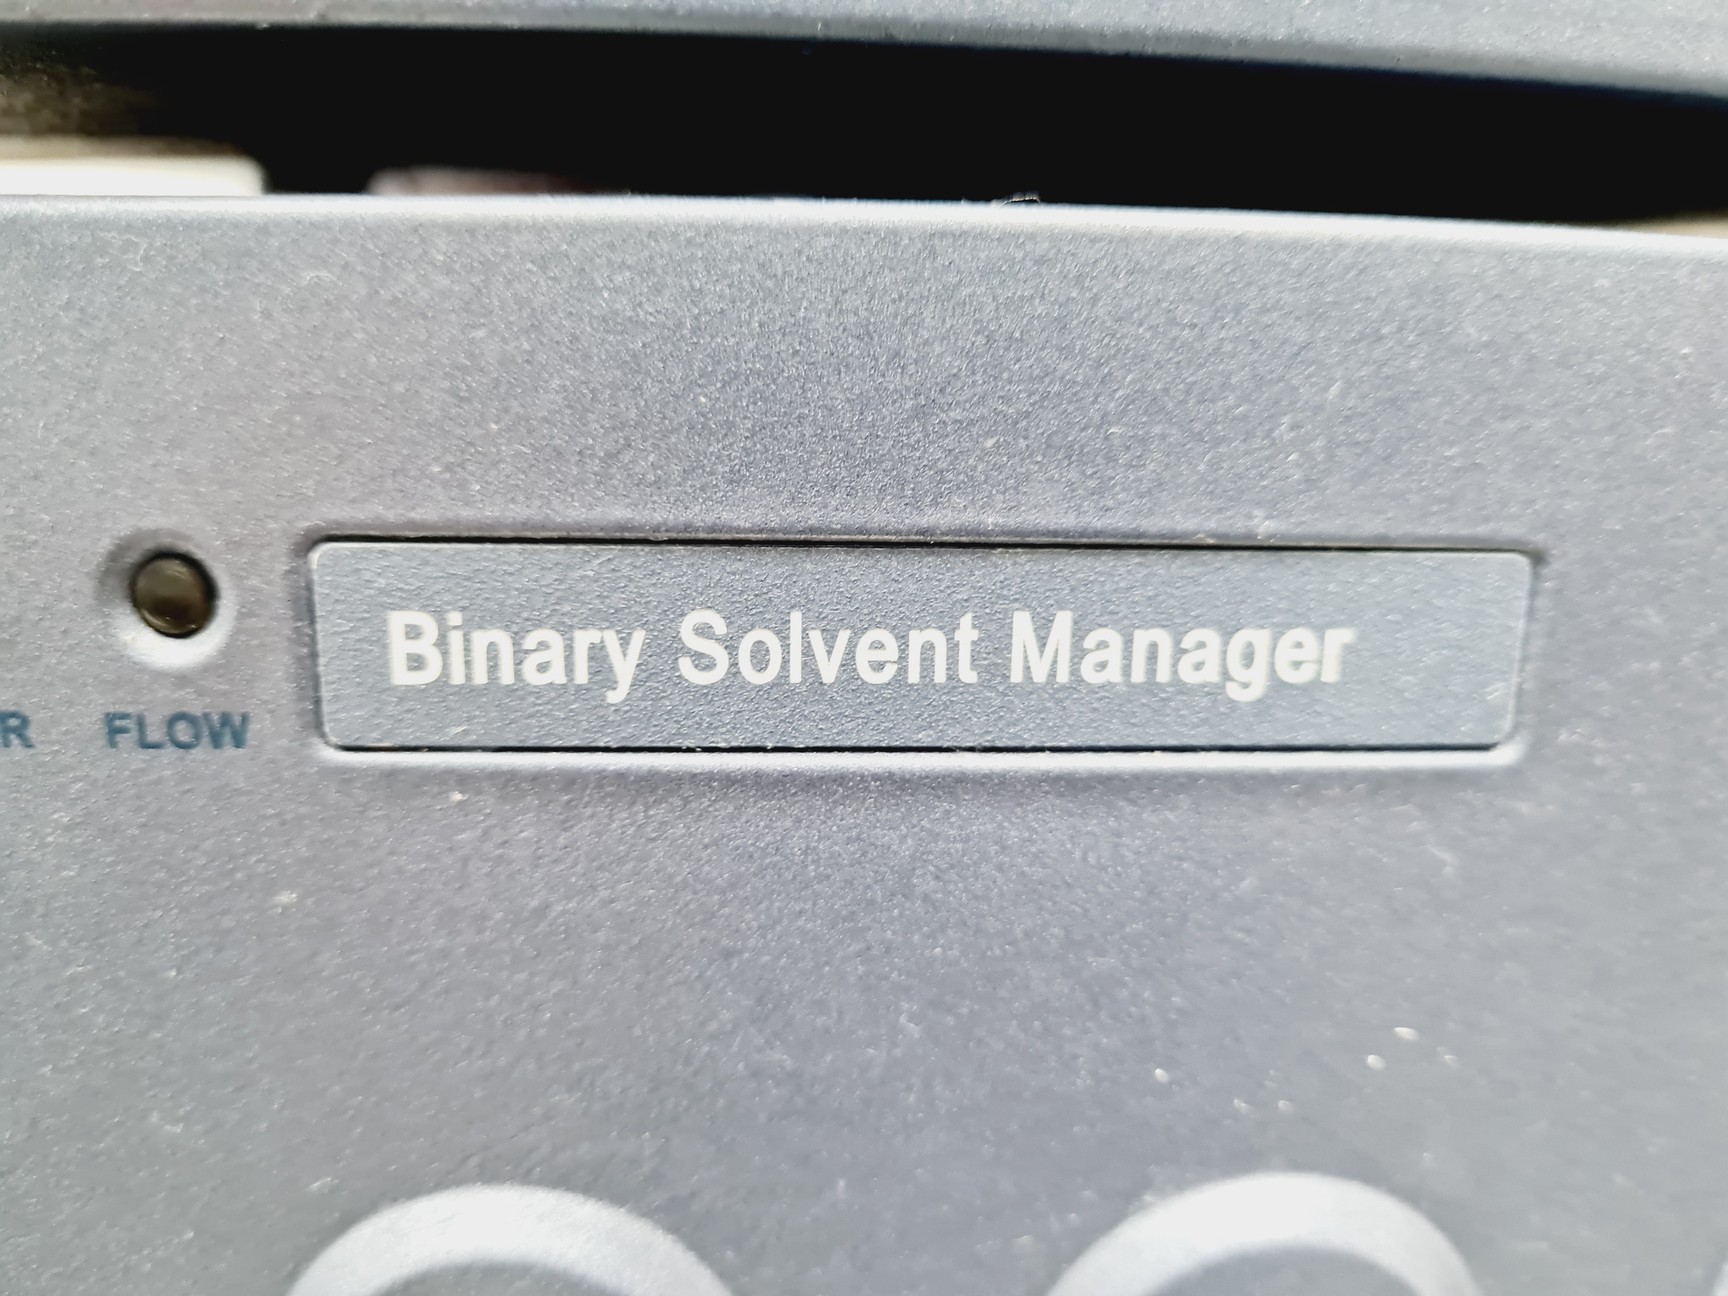 Binary Solvent Manager
R FLOW